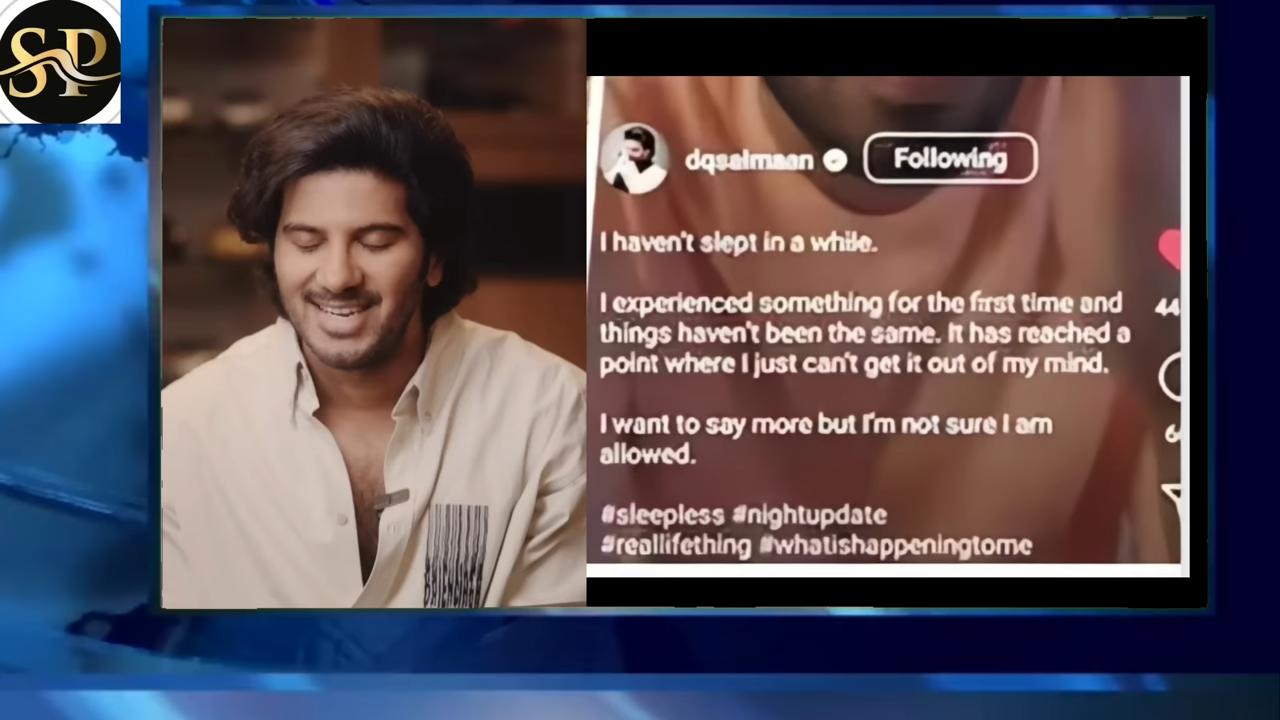 SP
dqsalmaan
Following
I haven't slept in a while.
I experienced something for the first time and
things haven't been the same. It has reached a
point where I just can't get it out of my mind.
I want to say more but I'm not sure I am
allowed.
#sleepless #nightupdate
#reallifething #whatishappeningtome
44